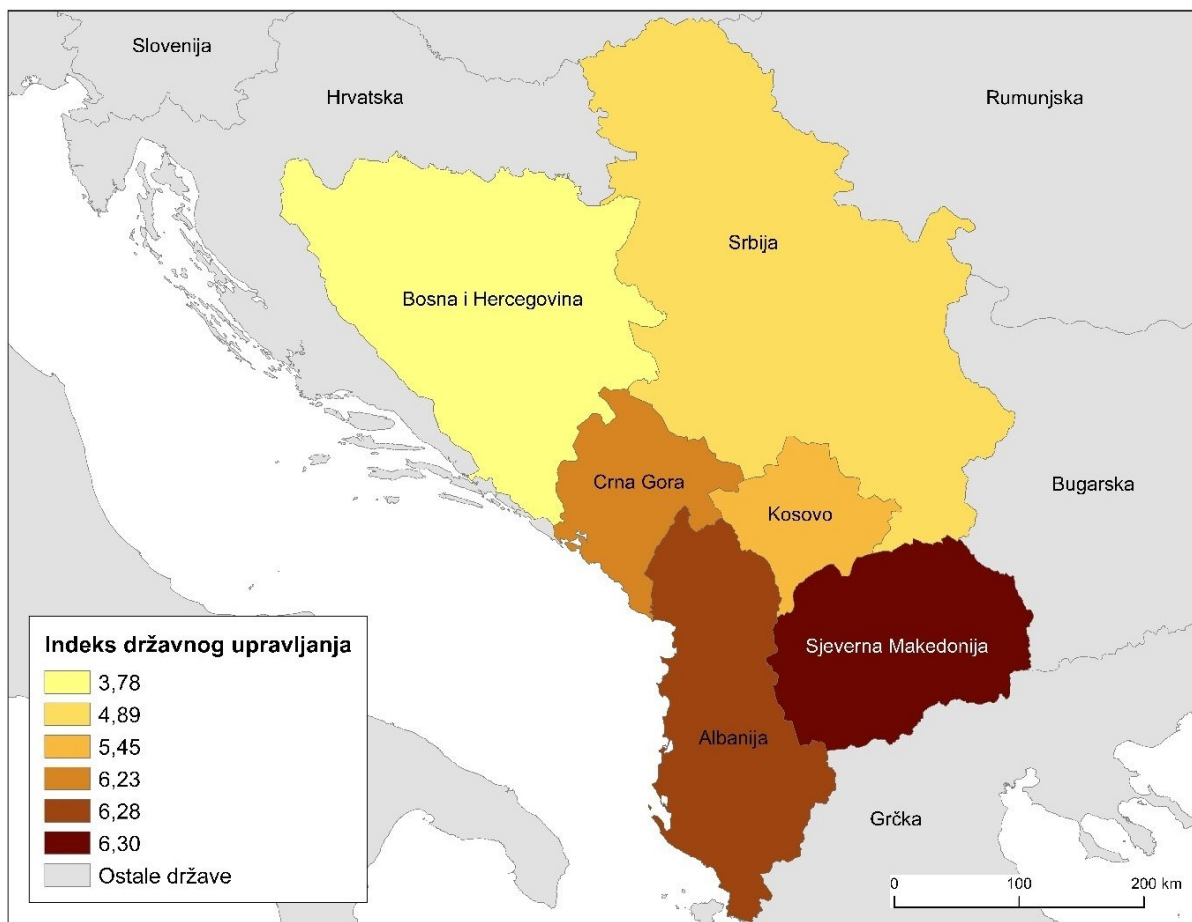 Slovenija
Hrvatska
Rumunjska
Srbija
Bosna i Hercegovina
Crna Gora
Kosovo
Bugarska
Sjeverna Makedonija
Albanija
Grčka
Indeks državnog upravljanja
3,78
4,89
5,45
6,23
6,28
6,30
Ostale države
0 100 200 km